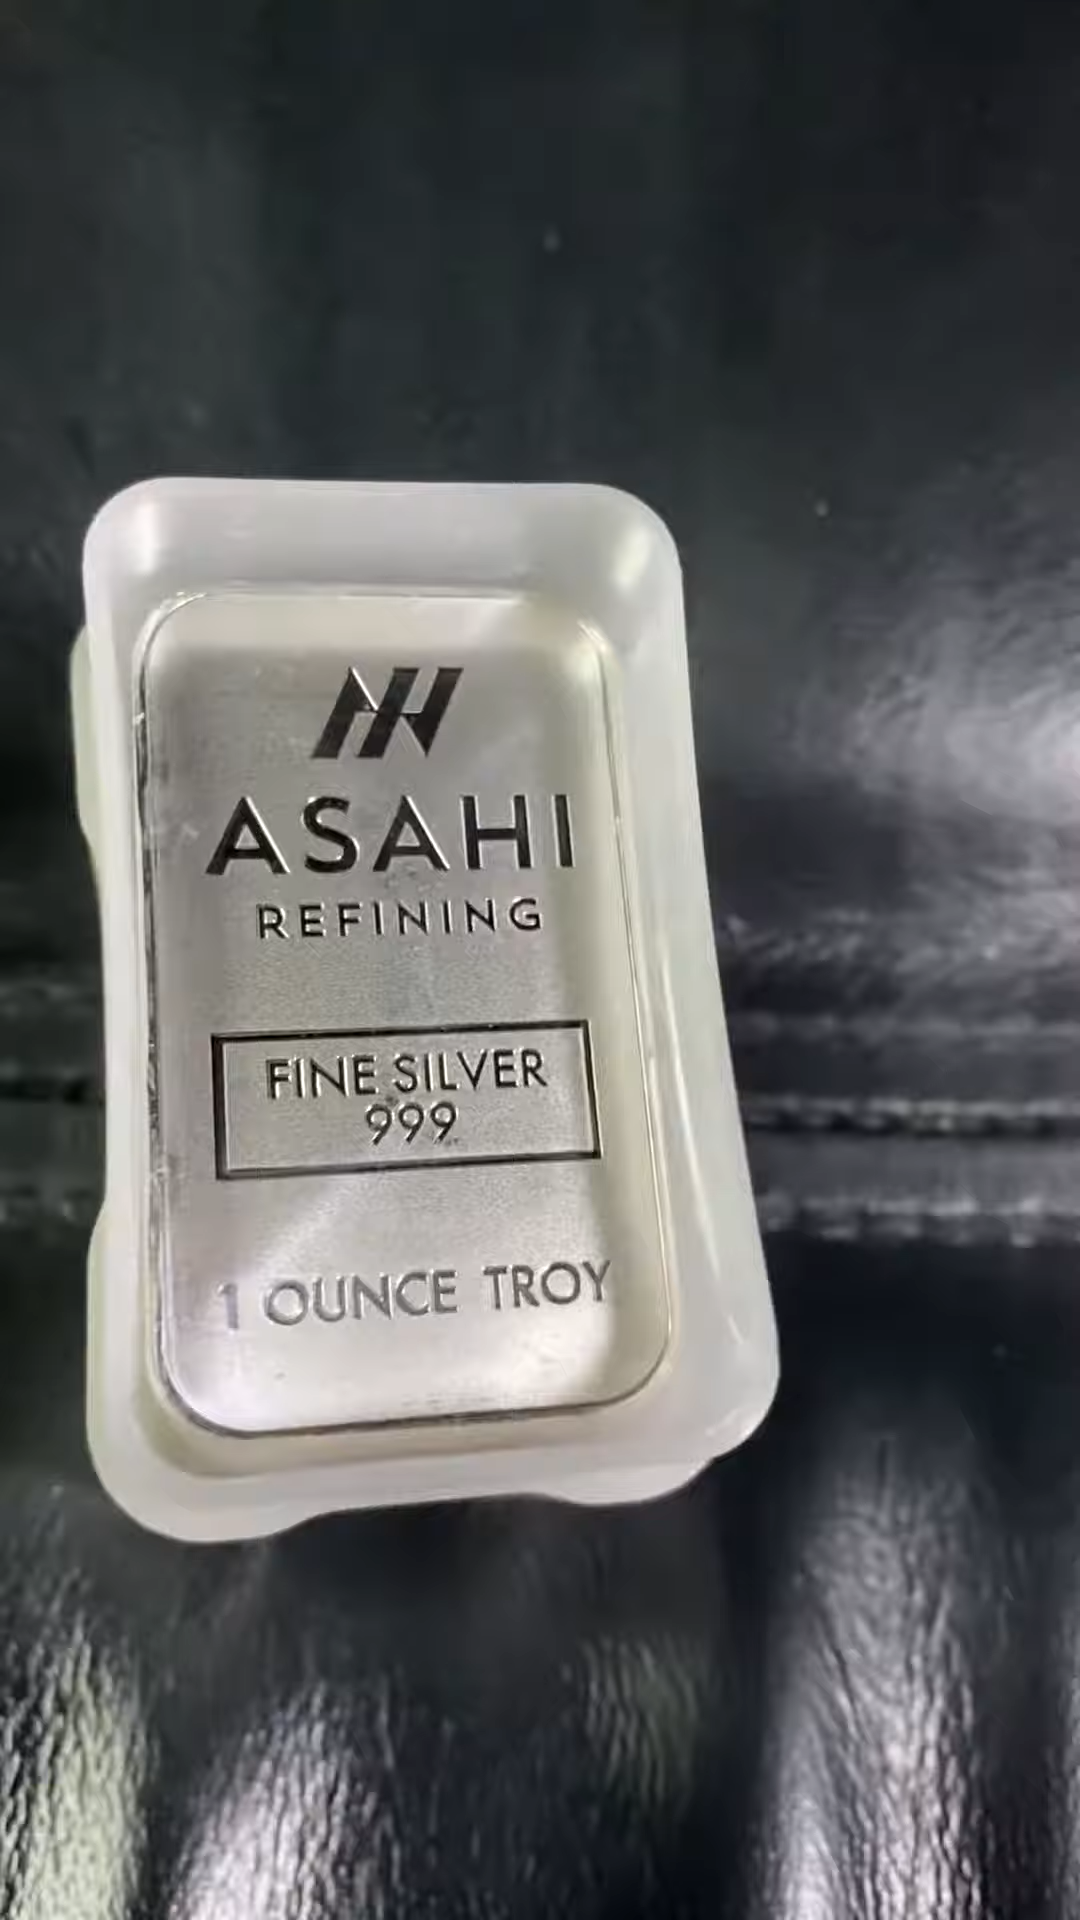 ASAHI
REFINING
FINE SILVER
999
1 OUNCE TROY